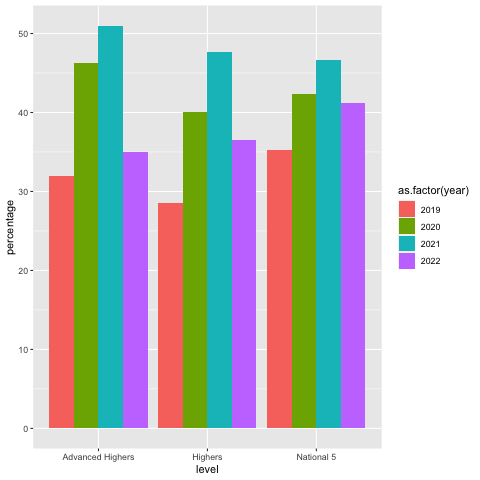 50
40
30
20
10
0
percentage
Advanced Highers
Highers
National 5
level
as.factor(year)
2019
2020
2021
2022